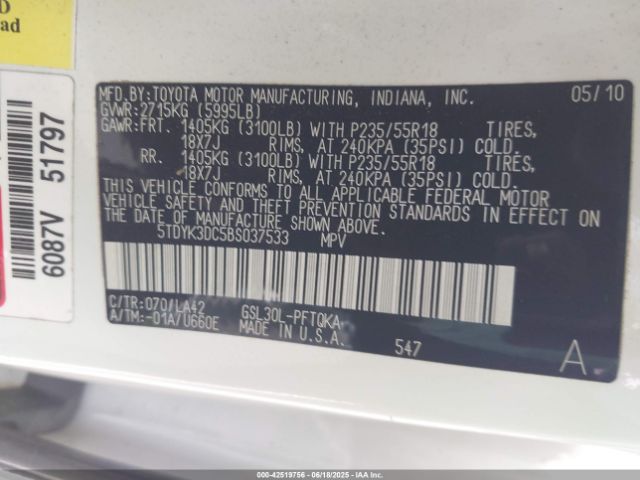 D
ad
6087V 51797
MFD.BY:TOYOTA MOTOR MANUFACTURING, INDIANA, INC. 05/10
GVWR:2715KG (5995LB)
GAWR:FRT. 1405KG (3100LB) WITH P235/55R18 TIRES,
18X7J RIMS, AT 240KPA (35PSI) COLD.
RR. 1405KG (3100LB) WITH P235/55R18 TIRES,
18X7J RIMS, AT 240KPA (35PSI) COLD.
THIS VEHICLE CONFORMS TO ALL APPLICABLE FEDERAL MOTOR
VEHICLE SAFETY AND THEFT PREVENTION STANDARDS IN EFFECT ON
THE DATE OF MANUFACTURE SHOWN ABOVE.
5TDYK3DC5BS037533 MPV
C/TR:070/LA42 GSL30L-PFTQKA
A/TM:-01A/U660E MADE IN U.S.A.
547 A
000-42519756 - 06/18/2025 - IAAI.COM